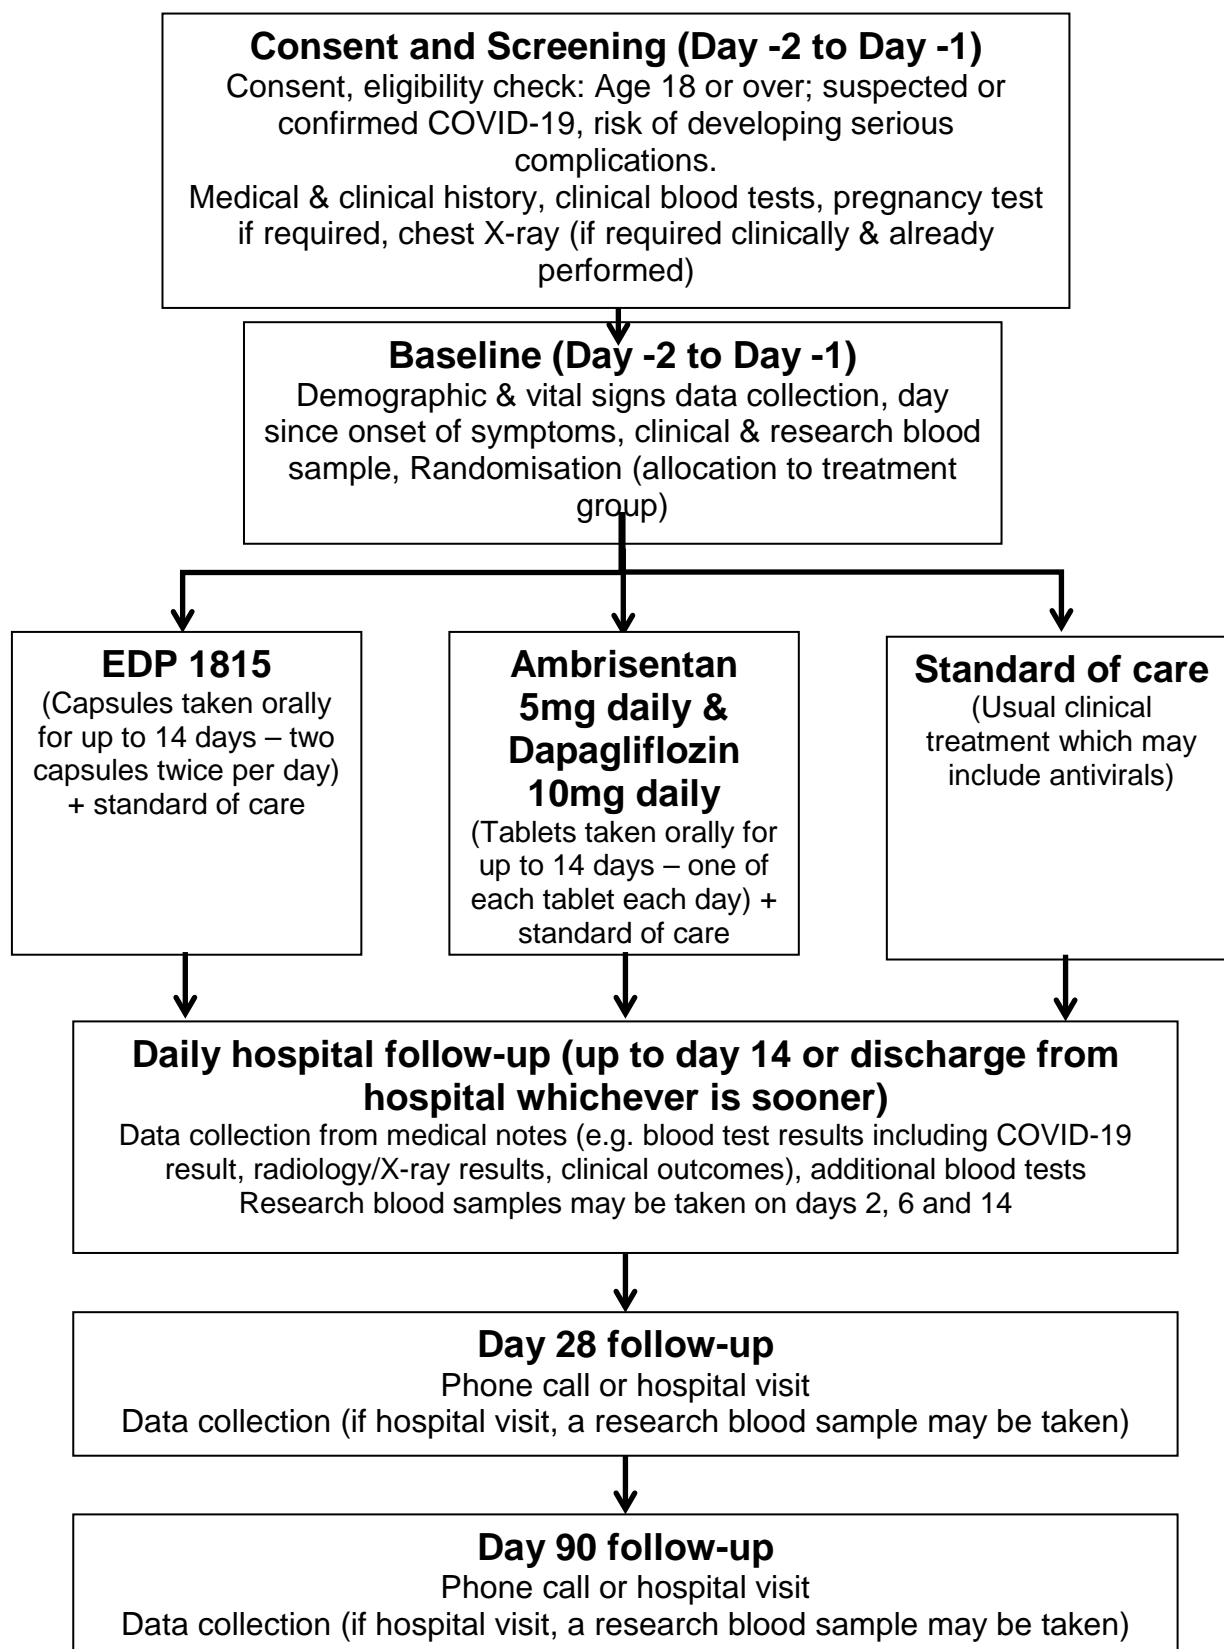 Consent and Screening (Day -2 to Day -1)
Consent, eligibility check: Age 18 or over; suspected or
confirmed COVID-19, risk of developing serious
complications.
Medical & clinical history, clinical blood tests, pregnancy test
if required, chest X-ray (if required clinically & already
performed)
Baseline (Day -2 to Day -1)
Demographic & vital signs data collection, day
since onset of symptoms, clinical & research blood
sample, Randomisation (allocation to treatment
group)
EDP 1815
(Capsules taken orally
for up to 14 days – two
capsules twice per day)
+ standard of care
Ambrisentan
5mg daily &
Dapagliflozin
10mg daily
(Tablets taken orally for
up to 14 days – one of
each tablet each day) +
standard of care
Standard of care
(Usual clinical
treatment which may
include antivirals)
Daily hospital follow-up (up to day 14 or discharge from
hospital whichever is sooner)
Data collection from medical notes (e.g. blood test results including COVID-19
result, radiology/X-ray results, clinical outcomes), additional blood tests
Research blood samples may be taken on days 2, 6 and 14
Day 28 follow-up
Phone call or hospital visit
Data collection (if hospital visit, a research blood sample may be taken)
Day 90 follow-up
Phone call or hospital visit
Data collection (if hospital visit, a research blood sample may be taken)